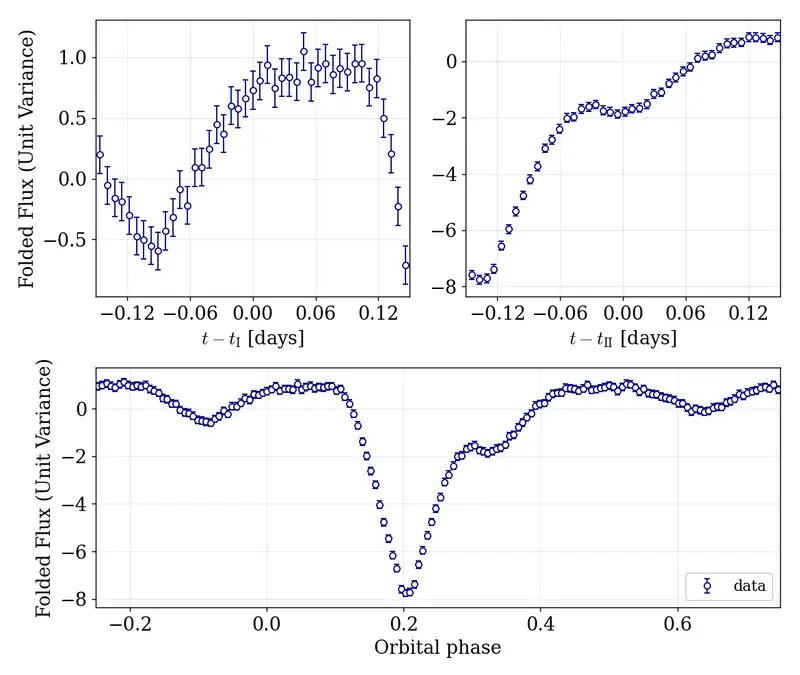 Folded Flux (Unit Variance)
1.0
0.5
0.0
−0.5
−0.12 −0.06 0.00 0.06 0.12
t − tI [days]
0
−2
−4
−6
−8
−0.12 −0.06 0.00 0.06 0.12
t − tII [days]
Folded Flux (Unit Variance)
0
−2
−4
−6
−8
data
−0.2 0.0 0.2 0.4 0.6
Orbital phase